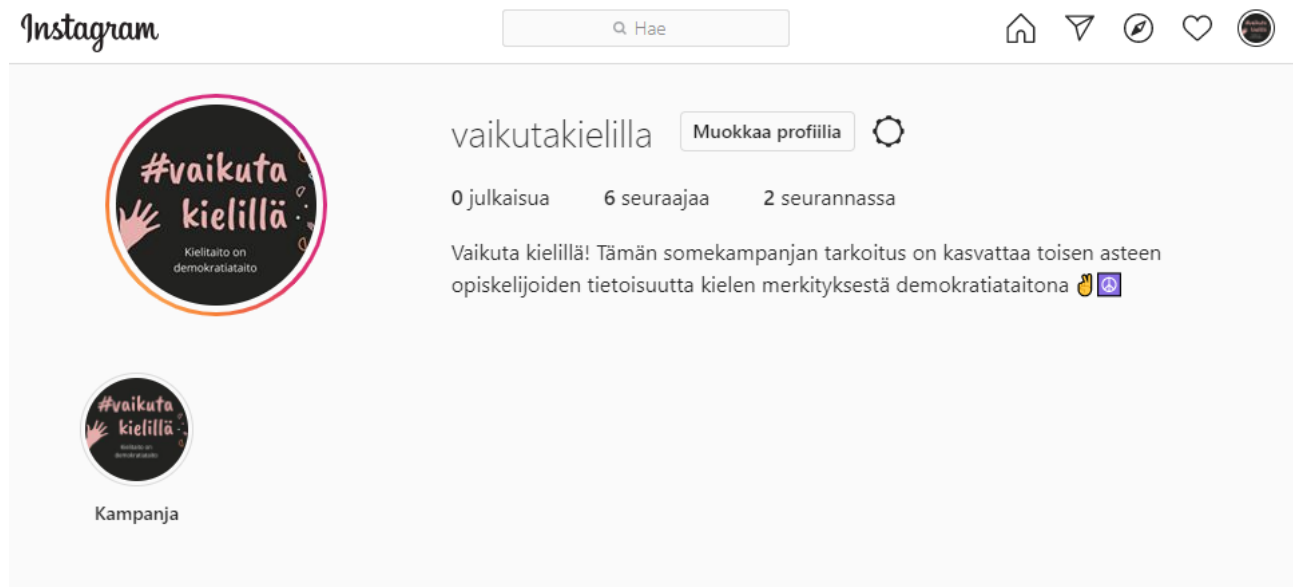 Instagram
Hae
#vaikuta
kielillä
Kielitaito on
demokratiataito
vaikutakielilla Muokkaa profiilia
0 julkaisua 6 seuraajaa 2 seurannassa
Vaikuta kielillä! Tämän somekampanjan tarkoitus on kasvattaa toisen asteen
opiskelijoiden tietoisuutta kielen merkityksestä demokratiataitona ✌☮
#vaikuta
kielillä
Kielitaito on
demokratiataito
Kampanja